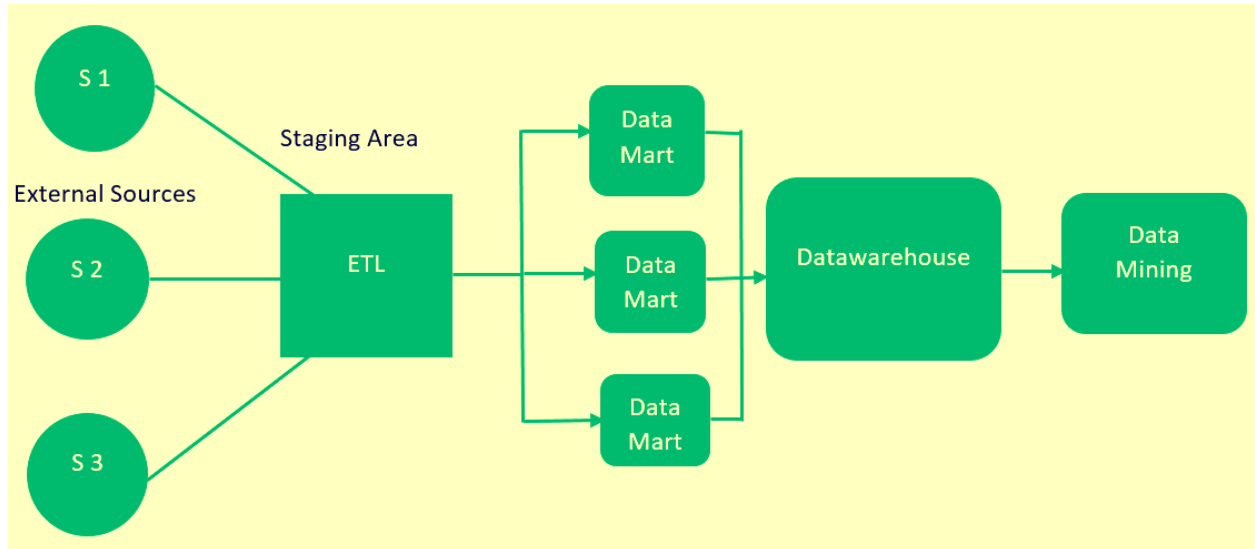 S 1
External Sources
S 2
S 3
Staging Area
ETL
Data
Mart
Data
Mart
Data
Mart
Datawarehouse
Data
Mining